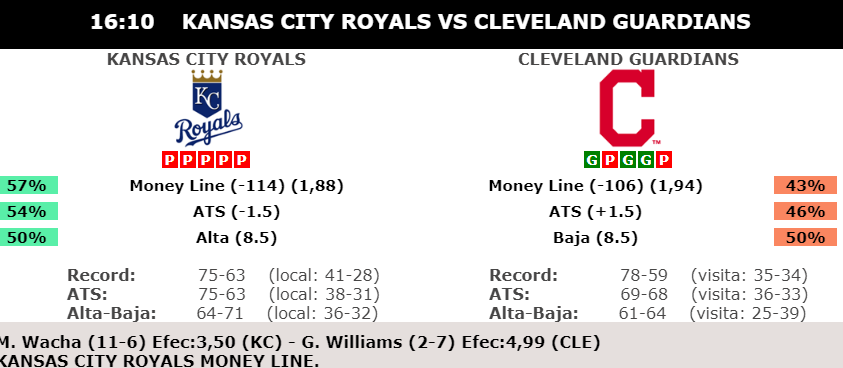 16:10 KANSAS CITY ROYALS VS CLEVELAND GUARDIANS
KANSAS CITY ROYALS CLEVELAND GUARDIANS
KC
Royals
C
TM
P P P P P G P G G P
57% Money Line (-114) (1,88) Money Line (-106) (1,94) 43%
54% ATS (-1.5) ATS (+1.5) 46%
50% Alta (8.5) Baja (8.5) 50%
Record: 75-63 (local: 41-28) Record: 78-59 (visita: 35-34)
ATS: 75-63 (local: 38-31) ATS: 69-68 (visita: 36-33)
Alta-Baja: 64-71 (local: 36-32) Alta-Baja: 61-64 (visita: 25-39)
M. Wacha (11-6) Efec:3,50 (KC) - G. Williams (2-7) Efec:4,99 (CLE)
KANSAS CITY ROYALS MONEY LINE.